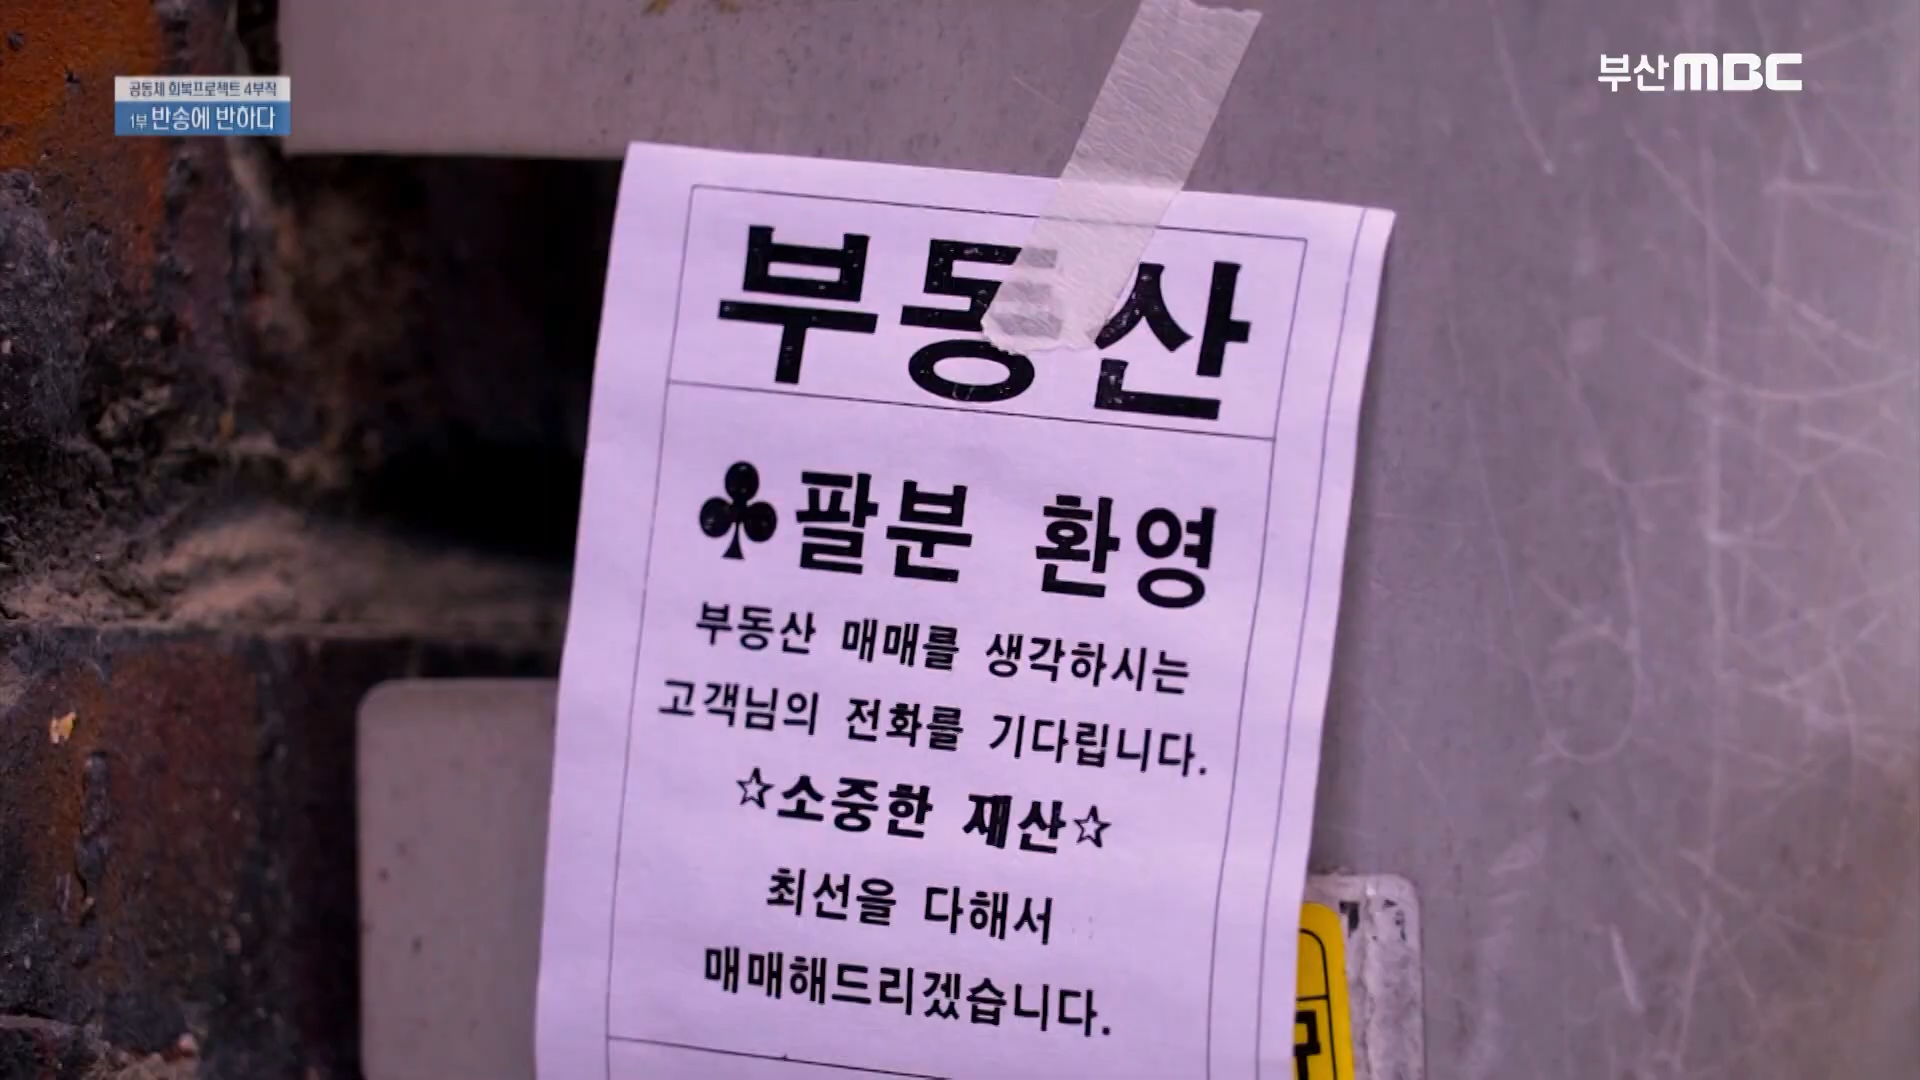 공동체 회복프로젝트 4부작
1부 반송에 반하다
부산MBC
부동산
♣팔분 환영
부동산 매매를 생각하시는
고객님의 전화를 기다립니다.
☆소중한 재산☆
최선을 다해서
매매해드리겠습니다.